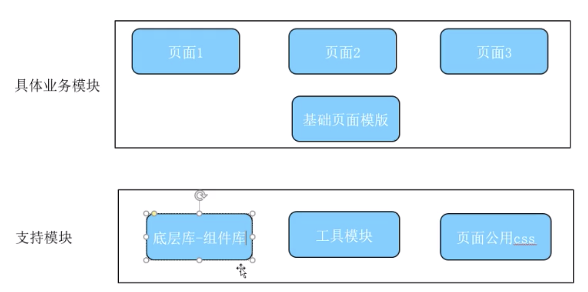 页面1
页面2
页面3
具体业务模块
基础页面模版
支持模块
底层库-组件库
工具模块
页面公用css